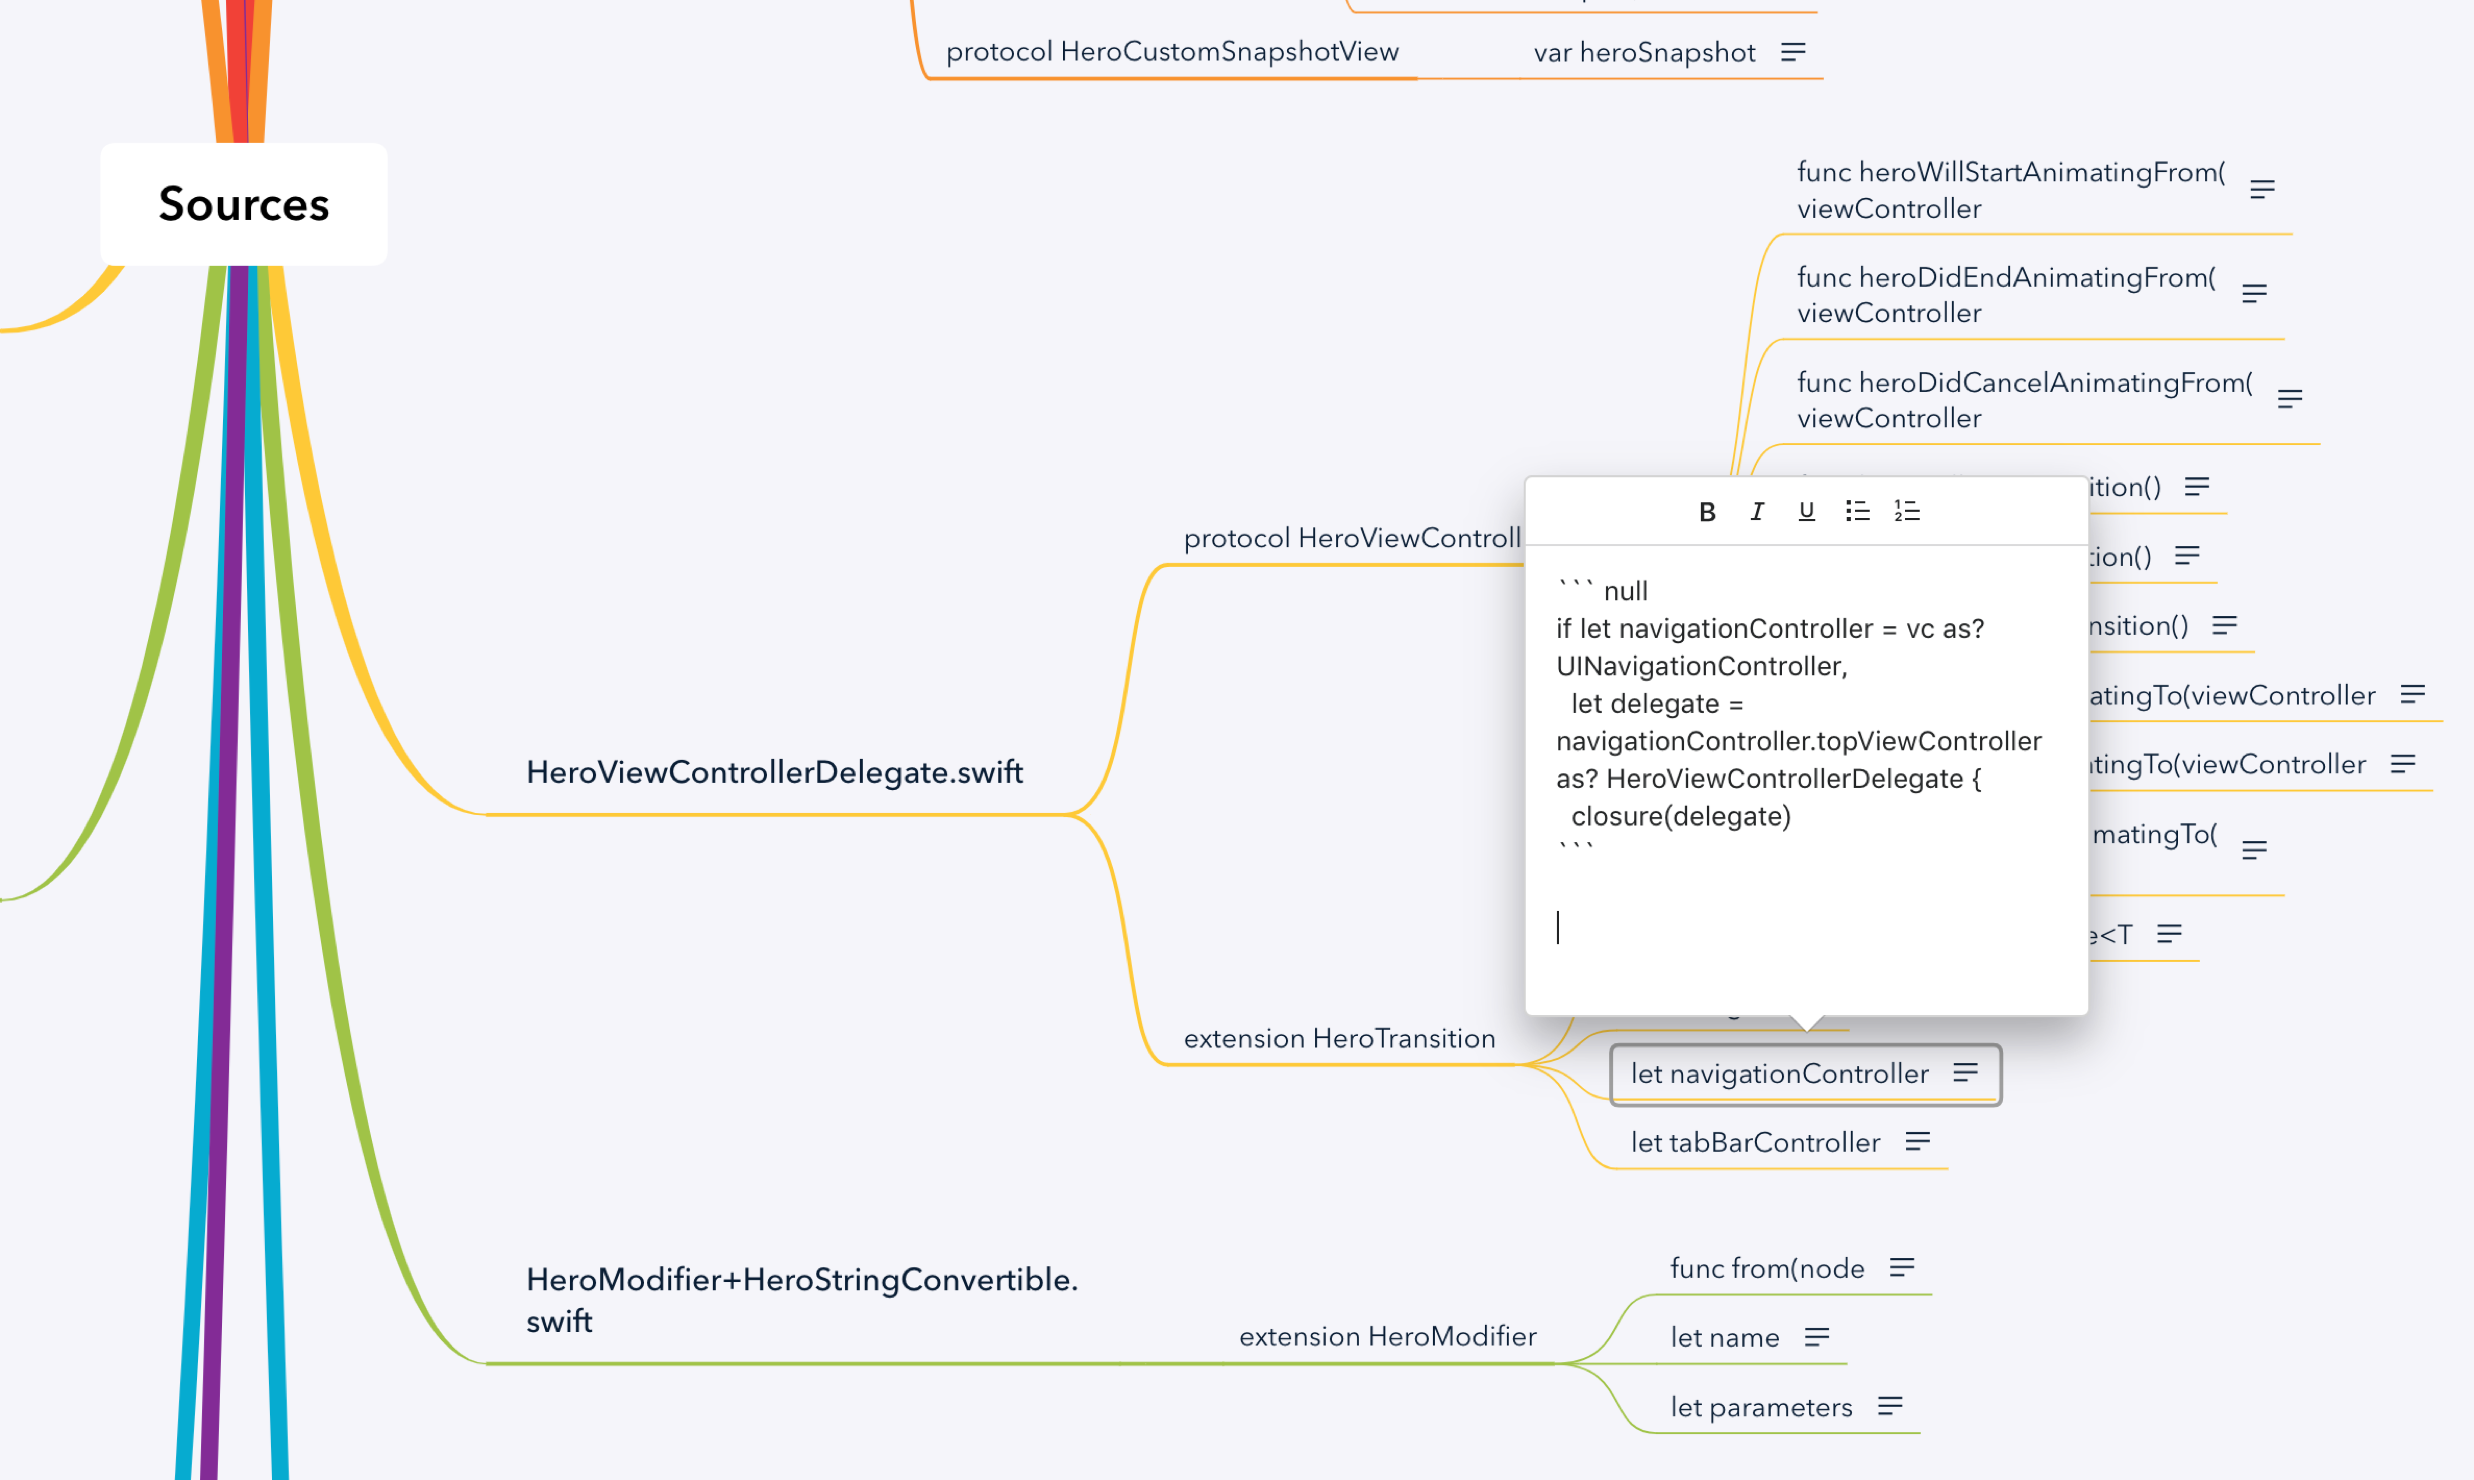 protocol HeroCustomSnapshotView
var heroSnapshot
Sources
func heroWillStartAnimatingFrom(
viewController
func heroDidEndAnimatingFrom(
viewController
func heroDidCancelAnimatingFrom(
viewController
ition()
tion()
nsition()
atingTo(viewController
tingTo(viewController
matingTo(
e<T
protocol HeroViewControll
B I U
``` null
if let navigationController = vc as?
UINavigationController,
let delegate =
navigationController.topViewController
as? HeroViewControllerDelegate {
closure(delegate)
```
HeroViewControllerDelegate.swift
extension HeroTransition
let navigationController
let tabBarController
HeroModifier+HeroStringConvertible.
swift
extension HeroModifier
func from(node
let name
let parameters